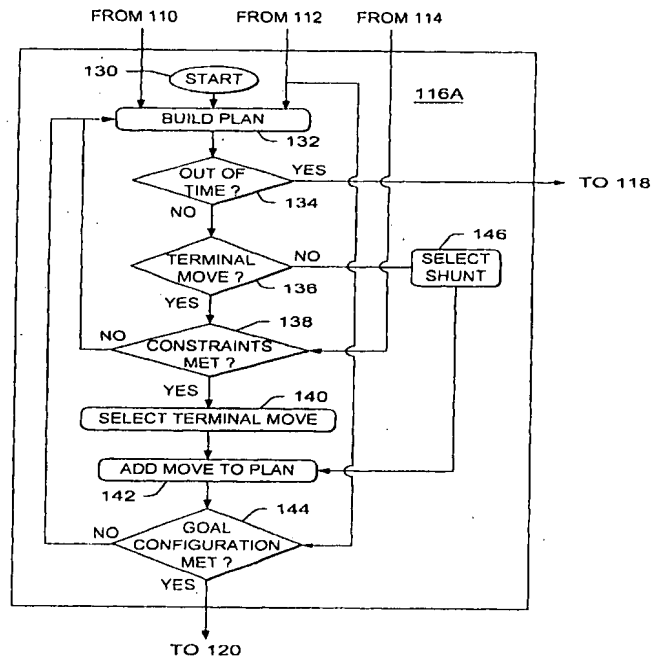 FROM 110
FROM 112
FROM 114
130
START
116A
BUILD PLAN
132
OUT OF
TIME ?
YES
134
TO 118
NO
146
TERMINAL
MOVE ?
NO
SELECT
SHUNT
136
YES
138
NO
CONSTRAINTS
MET ?
YES
140
SELECT TERMINAL MOVE
ADD MOVE TO PLAN
142
144
NO
GOAL
CONFIGURATION
MET ?
YES
TO 120